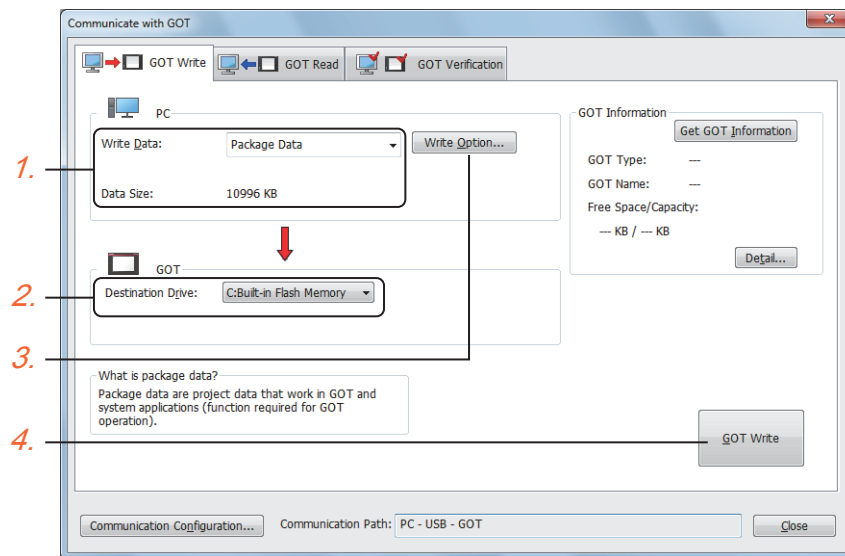 Communicate with GOT
GOT Write
GOT Read
GOT Verification
PC
Write Data:
Package Data
Write Option...
Data Size:
10996 KB
GOT
Destination Drive:
C:Built-in Flash Memory
What is package data?
Package data are project data that work in GOT and
system applications (function required for GOT
operation).
GOT Information
Get GOT Information
GOT Type: ---
GOT Name: ---
Free Space/Capacity:
--- KB / --- KB
Detail...
1.
2.
3.
4.
GOT Write
Communication Configuration...
Communication Path:
PC - USB - GOT
Close